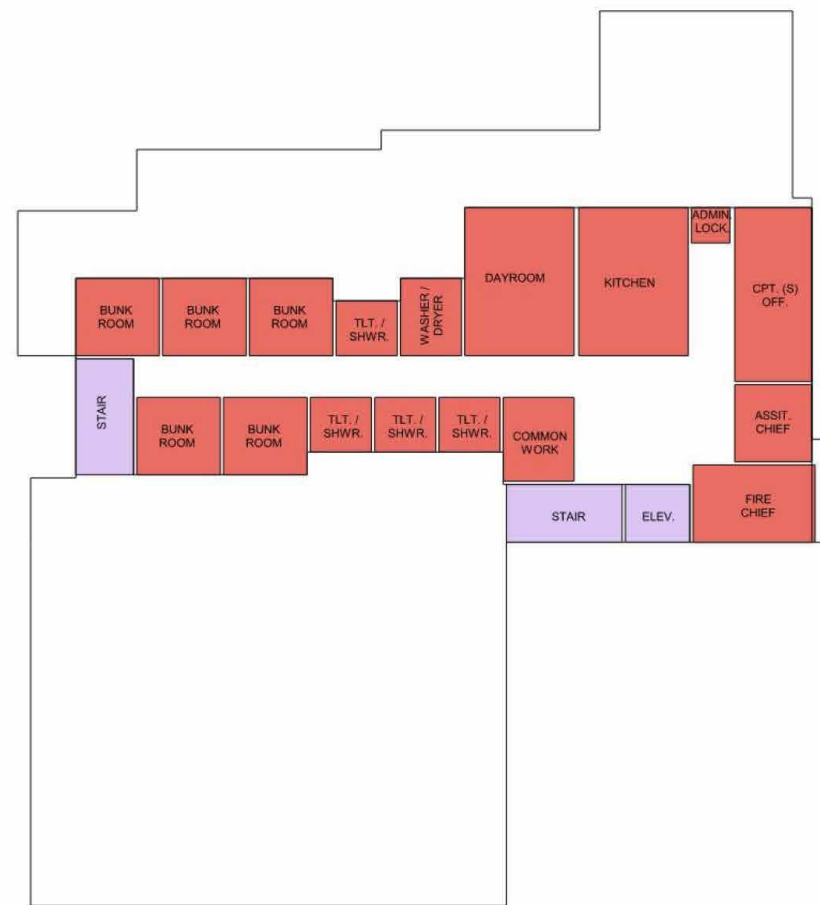 ADMIN.
LOCK.
DAYROOM
KITCHEN
CPT. (S)
OFF.
BUNK
ROOM
BUNK
ROOM
BUNK
ROOM
TLT. /
SHWR.
WASHER /
DRYER
STAIR
BUNK
ROOM
BUNK
ROOM
TLT. /
SHWR.
TLT. /
SHWR.
TLT. /
SHWR.
COMMON
WORK
ASSIT.
CHIEF
STAIR
ELEV.
FIRE
CHIEF